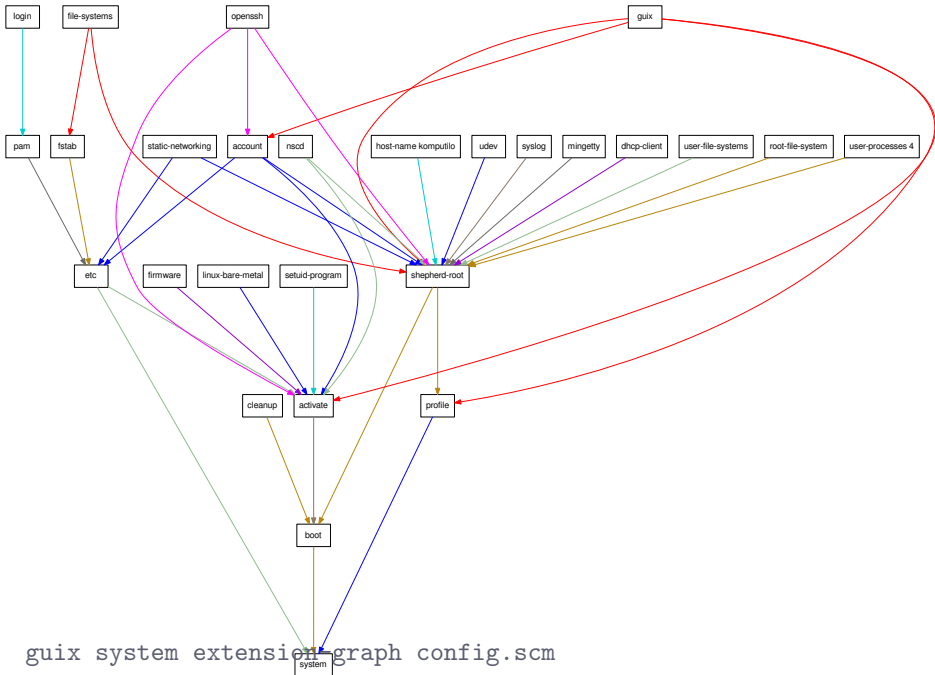 login
file-systems
openssh
guix
pam
fstab
static-networking
account
nscd
host-name komputilo
udev
syslog
mingetty
dhcp-client
user-file-systems
root-file-system
user-processes 4
etc
firmware
linux-bare-metal
setuid-program
shepherd-root
cleanup
activate
profile
boot
guix system extension-graph config.scm
system